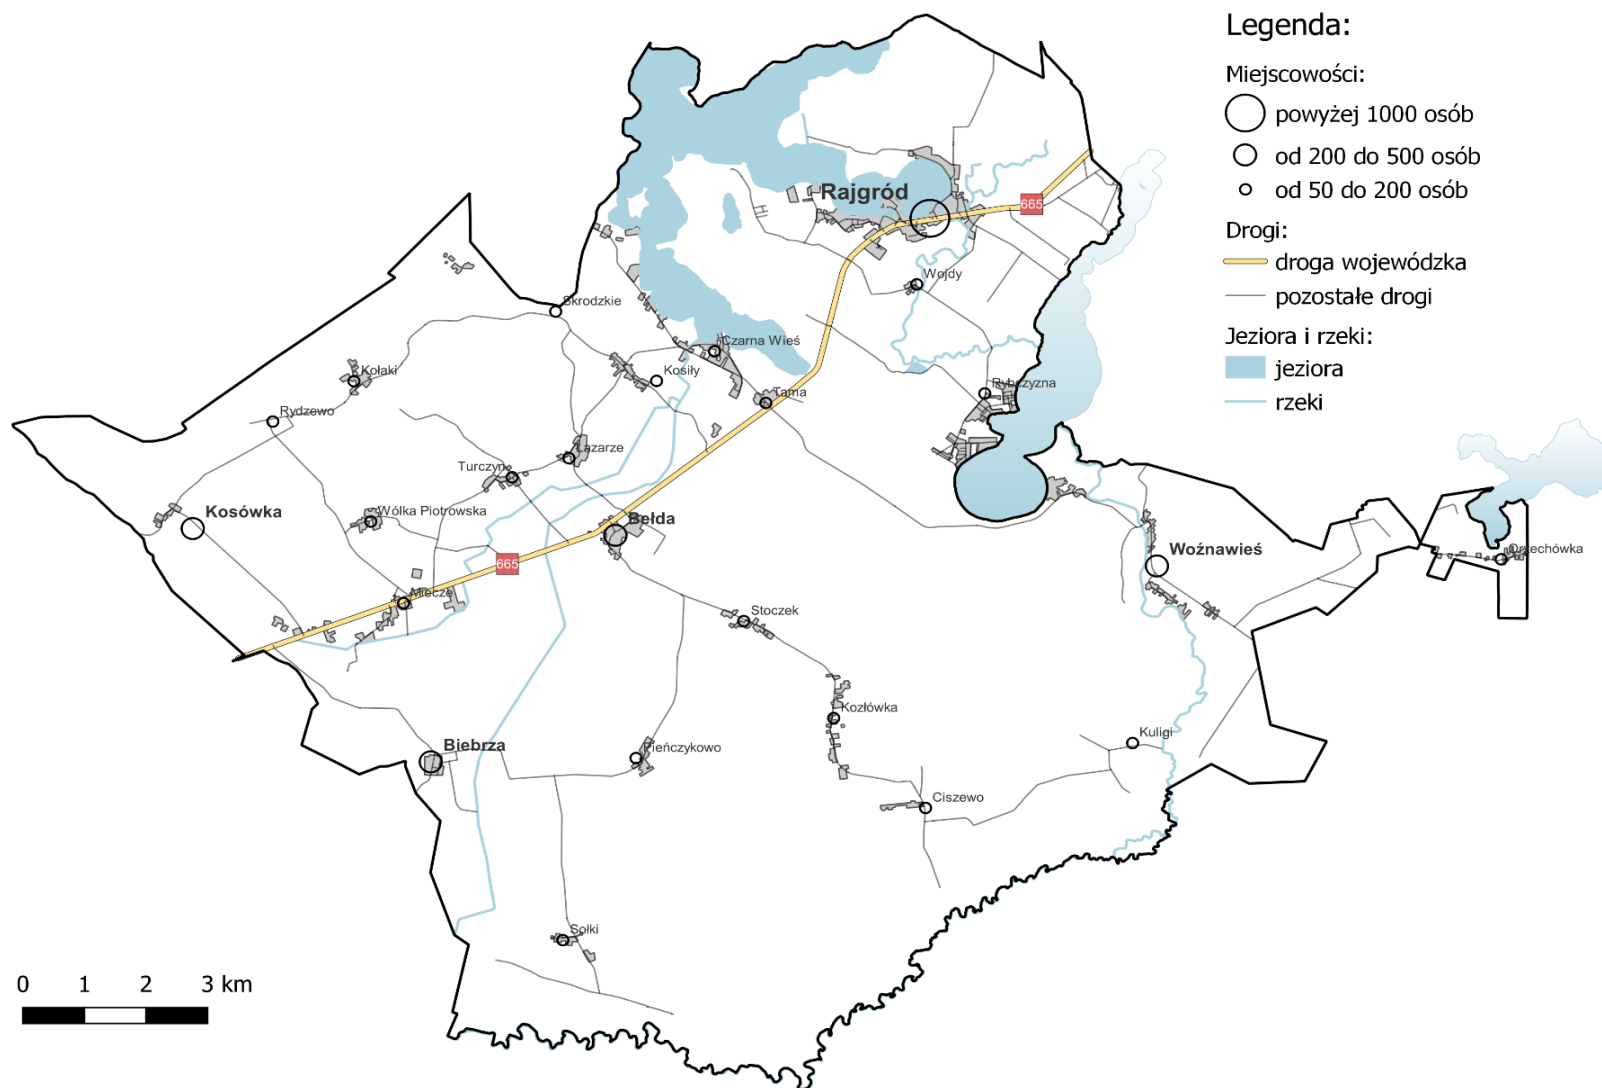 Legenda:
Miejscowości:
powyżej 1000 osób
od 200 do 500 osób
od 50 do 200 osób
Drogi:
droga wojewódzka
pozostałe drogi
Jeziora i rzeki:
jeziora
rzeki
Rajgród
665
Wojdy
Skrodzkie
Czarna Wieś
Kołaki
Kosiły
Tama
Rybczyzna
Rydzewo
Łazarze
Turczyn
Wólka Piotrowska
Kosówka
Bełda
Woźnawieś
Orzechówka
665
Miecze
Stoczek
Kozłówka
Biebrza
Pieńczykowo
Kuligi
Ciszewo
Sołki
0 1 2 3 km